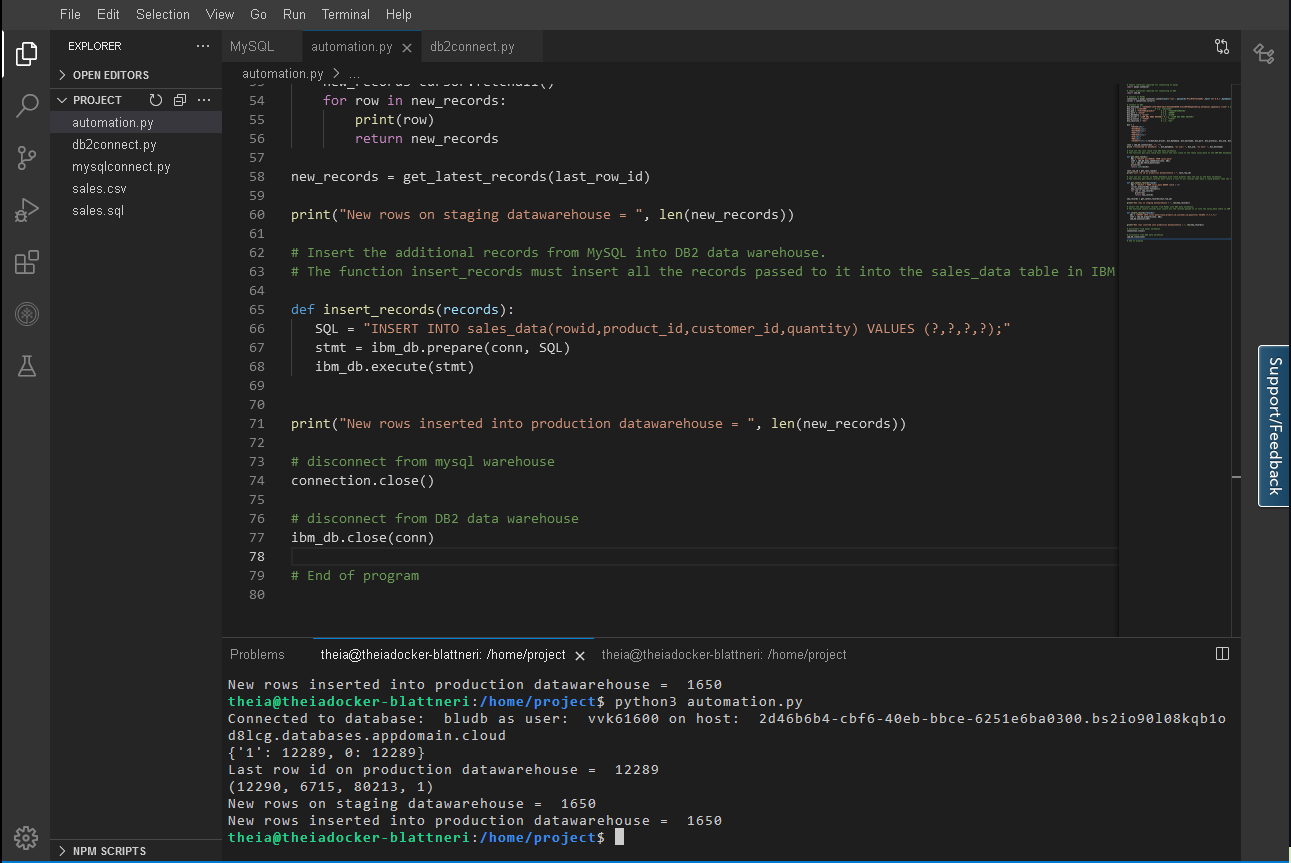 File Edit Selection View Go Run Terminal Help
EXPLORER
MySQL automation.py db2connect.py
OPEN EDITORS
automation.py > ...
PROJECT
automation.py
db2connect.py
mysqlconnect.py
sales.csv
sales.sql
54 for row in new_records:
55 print(row)
56 return new_records
57
58 new_records = get_latest_records(last_row_id)
59
60 print("New rows on staging datawarehouse = ", len(new_records))
61
62 # Insert the additional records from MySQL into DB2 data warehouse.
63 # The function insert_records must insert all the records passed to it into the sales_data table in IBM
64
65 def insert_records(records):
66 SQL = "INSERT INTO sales_data(rowid,product_id,customer_id,quantity) VALUES (?,?,?,?);"
67 stmt = ibm_db.prepare(conn, SQL)
68 ibm_db.execute(stmt)
69
70
71 print("New rows inserted into production datawarehouse = ", len(new_records))
72
73 # disconnect from mysql warehouse
74 connection.close()
75
76 # disconnect from DB2 data warehouse
77 ibm_db.close(conn)
78
79 # End of program
80
Support/Feedback
Problems theia@theiadocker-blattneri: /home/project theia@theiadocker-blattneri: /home/project
New rows inserted into production datawarehouse =  1650
theia@theiadocker-blattneri:/home/project$ python3 automation.py
Connected to database:  bludb as user:  vvk61600 on host:  2d46b6b4-cbf6-40eb-bbce-6251e6ba0300.bs2io90l08kqb1o
d8lcg.databases.appdomain.cloud
{'1': 12289, 0: 12289}
Last row id on production datawarehouse =  12289
(12290, 6715, 80213, 1)
New rows on staging datawarehouse =  1650
New rows inserted into production datawarehouse =  1650
theia@theiadocker-blattneri:/home/project$
NPM SCRIPTS